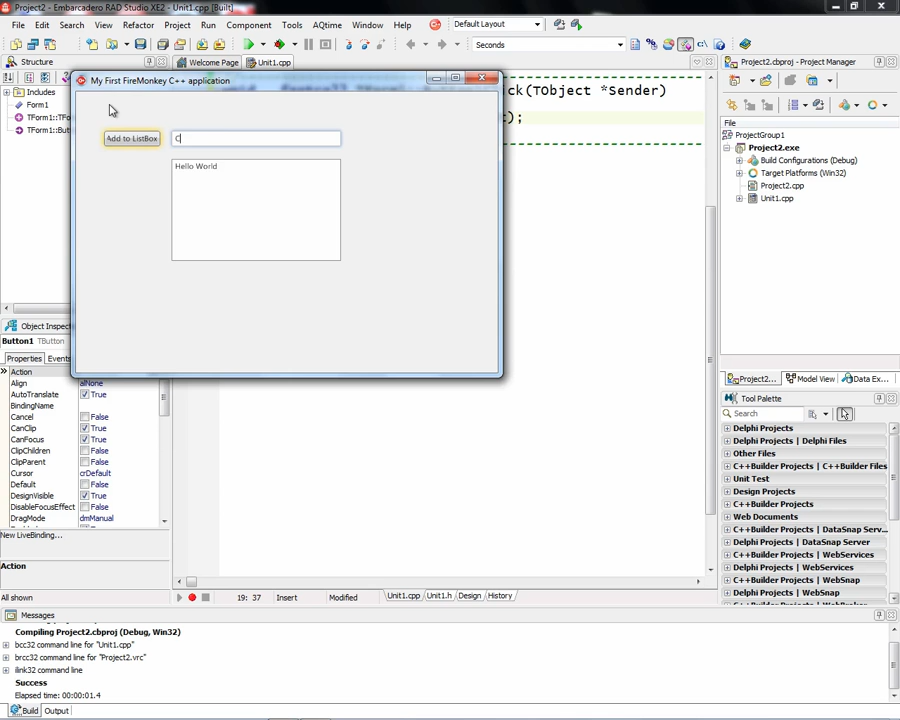 Project2 - Embarcadero RAD Studio XE2 - Unit1.cpp [Built]
File Edit Search View Refactor Project Run Component Tools AQtime Window Help Default Layout
Seconds
Structure
Welcome Page Unit1.cpp
Project2.cbproj - Project Manager
Includes
Form1
TForm1::TFo
TForm1::But
My First FireMonkey C++ application
Add to ListBox
C
Hello World
ck(TObject *Sender)
);
File
ProjectGroup1
Project2.exe
Build Configurations (Debug)
Target Platforms (Win32)
Project2.cpp
Unit1.cpp
Object Inspect
Button1 TButton
Properties Events
Action
Align alNone
AutoTranslate True
BindingName
Cancel False
CanClip True
CanFocus True
ClipChildren False
ClipParent False
Cursor crDefault
Default False
DesignVisible True
DisableFocusEffect False
DragMode dmManual
New LiveBinding...
Action
All shown
Project2... Model View Data Ex...
Tool Palette
Search
Delphi Projects
Delphi Projects | Delphi Files
Other Files
C++Builder Projects | C++Builder Files
Unit Test
Design Projects
C++Builder Projects
Web Documents
C++Builder Projects | DataSnap Serv...
Delphi Projects | DataSnap Server
C++Builder Projects | WebServices
Delphi Projects | WebServices
C++Builder Projects | WebSnap
Delphi Projects | WebSnap
19: 37 Insert Modified Unit1.cpp Unit1.h Design History
Messages
Compiling Project2.cbproj (Debug, Win32)
bcc32 command line for "Unit1.cpp"
brcc32 command line for "Project2.vrc"
ilink32 command line
Success
Elapsed time: 00:00:01.4
Build Output